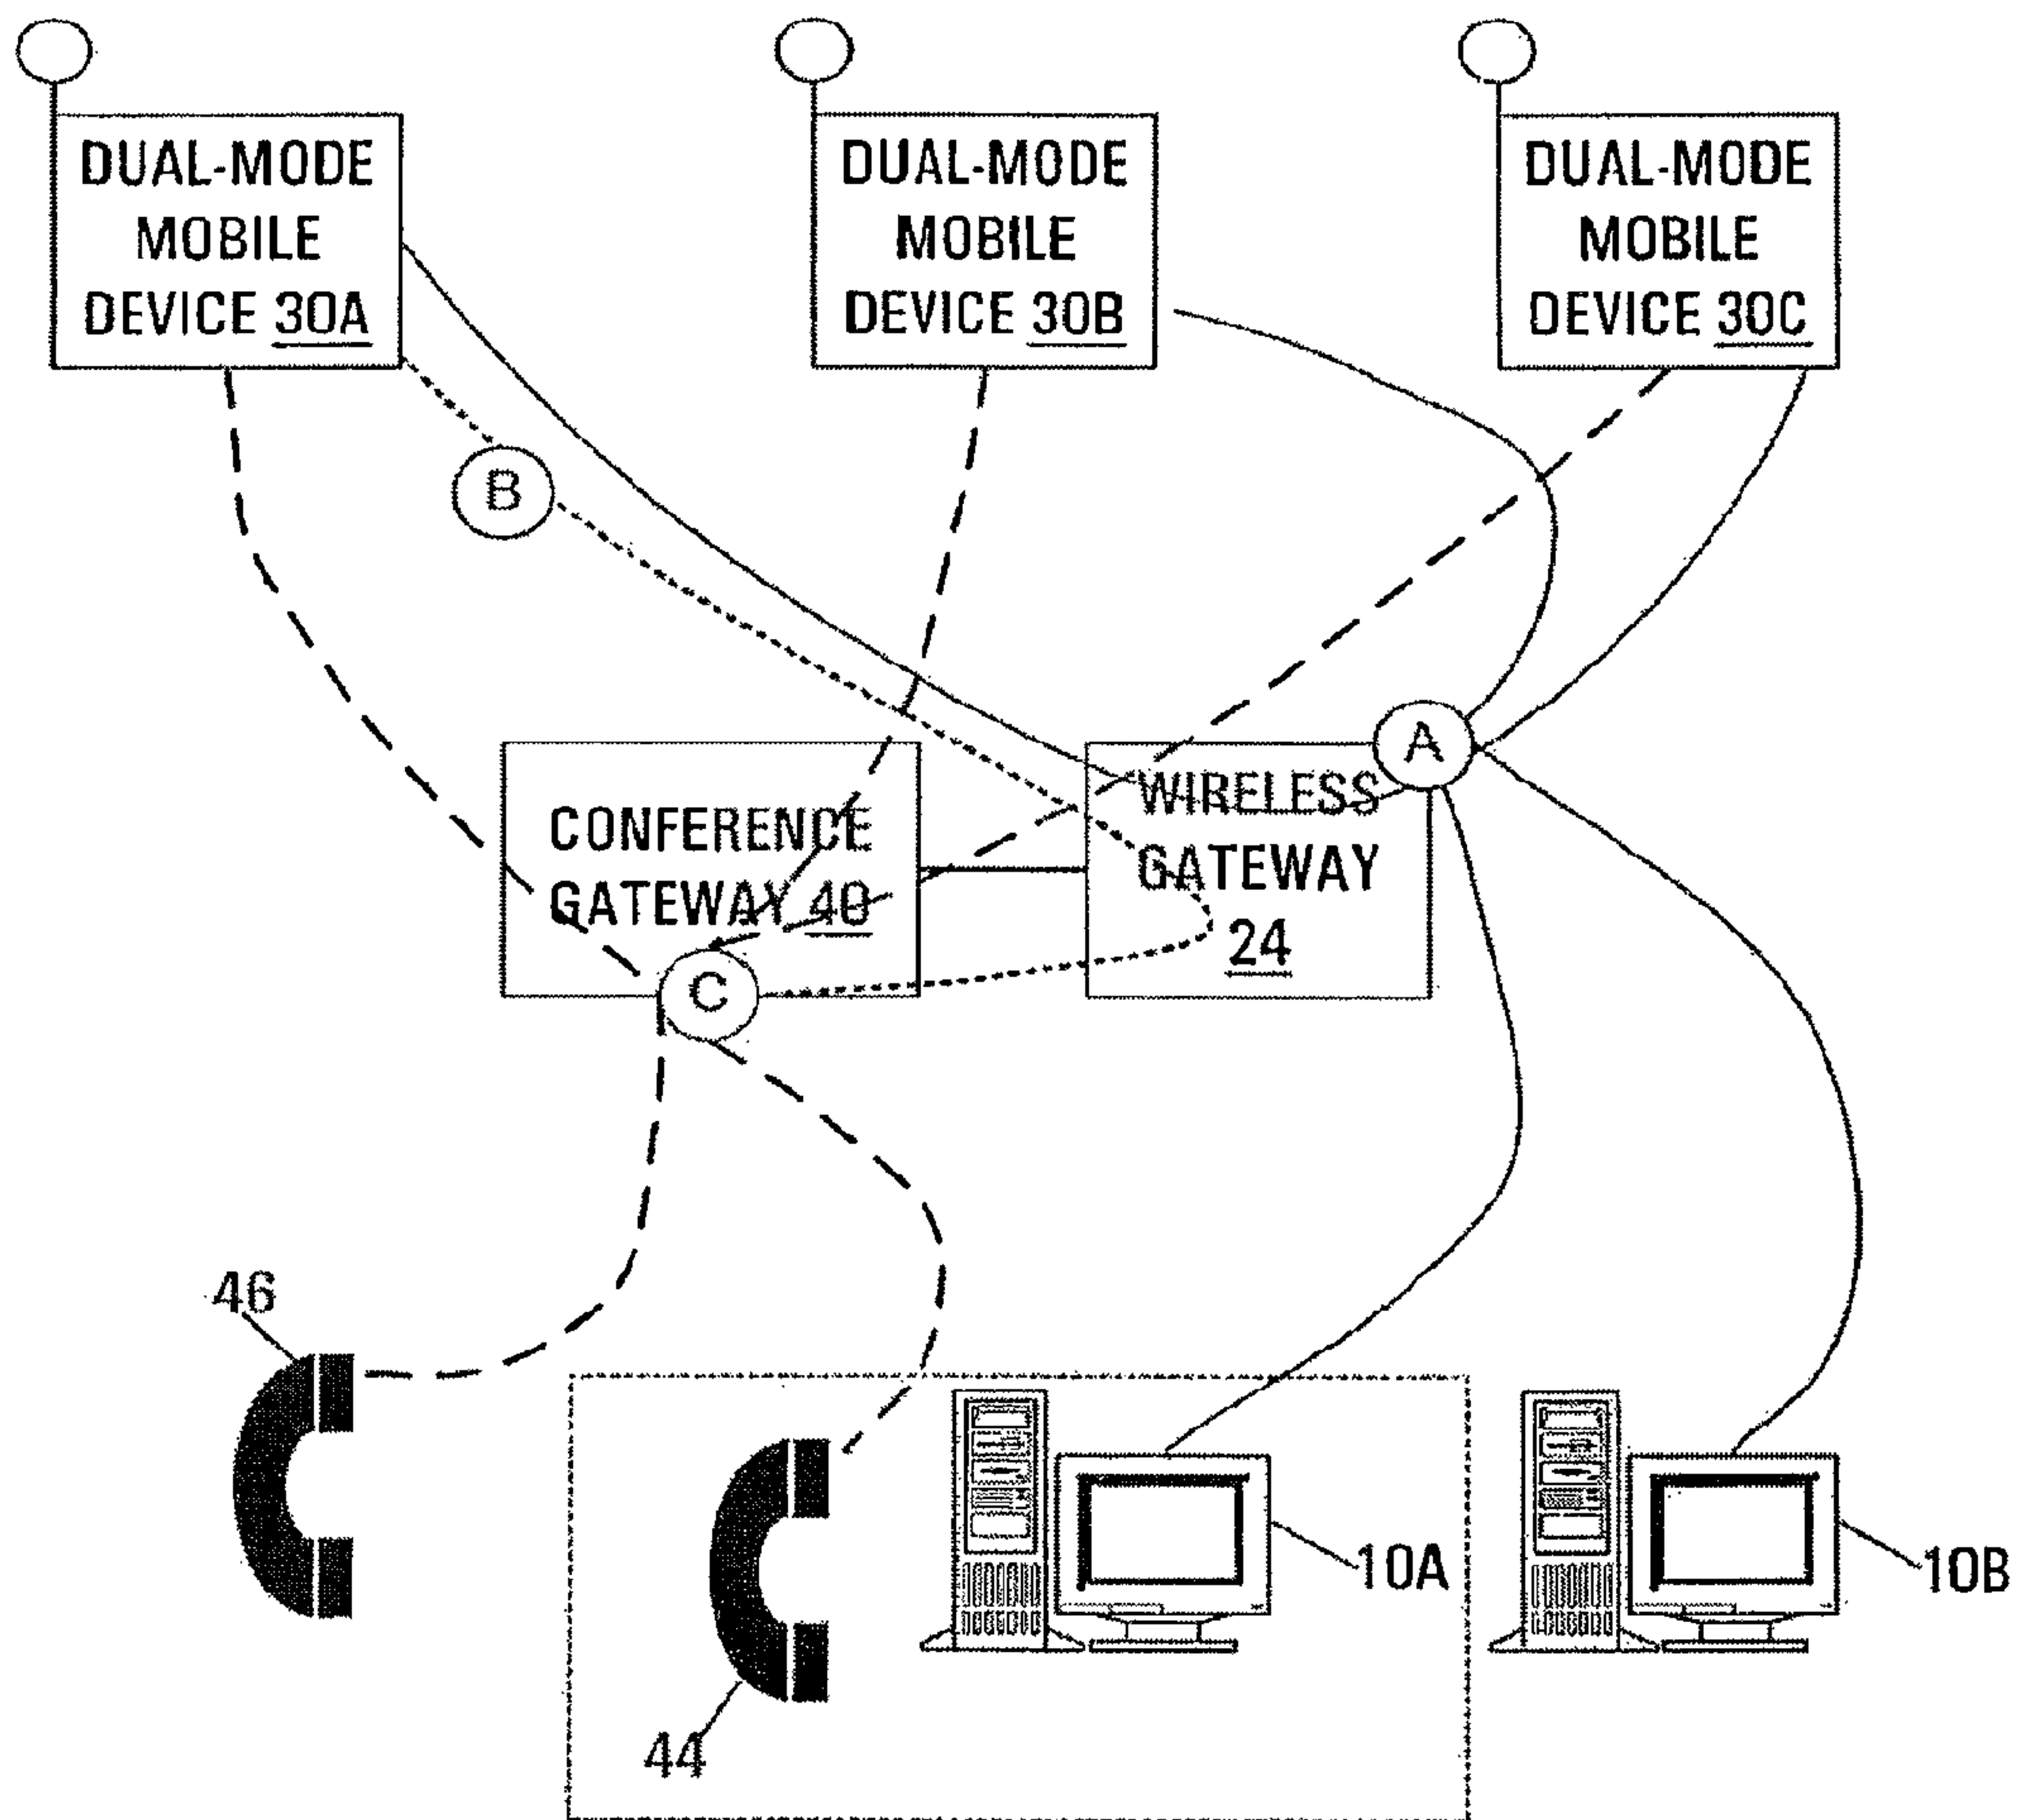 DUAL-MODE
MOBILE
DEVICE 30A
DUAL-MODE
MOBILE
DEVICE 30B
DUAL-MODE
MOBILE
DEVICE 30C
B
A
CONFERENCE
GATEWAY 40
WIRELESS
GATEWAY
24
C
46
44
10A
10B